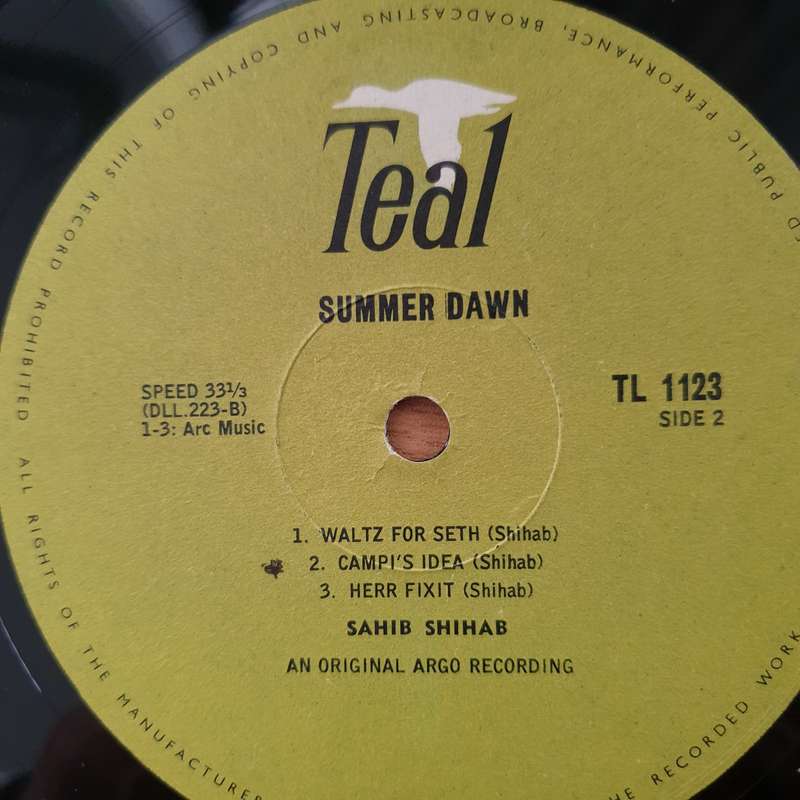 Teal
SUMMER DAWN
SPEED 33⅓
(DLL.223-B)
1-3: Arc Music
TL 1123
SIDE 2
1. WALTZ FOR SETH (Shihab)
2. CAMPI'S IDEA (Shihab)
3. HERR FIXIT (Shihab)
SAHIB SHIHAB
AN ORIGINAL ARGO RECORDING
ALL RIGHTS OF THE MANUFACTURER
RECORDED WORK
PUBLIC PERFORMANCE, BROADCASTING AND COPYING OF THIS RECORD PROHIBITED